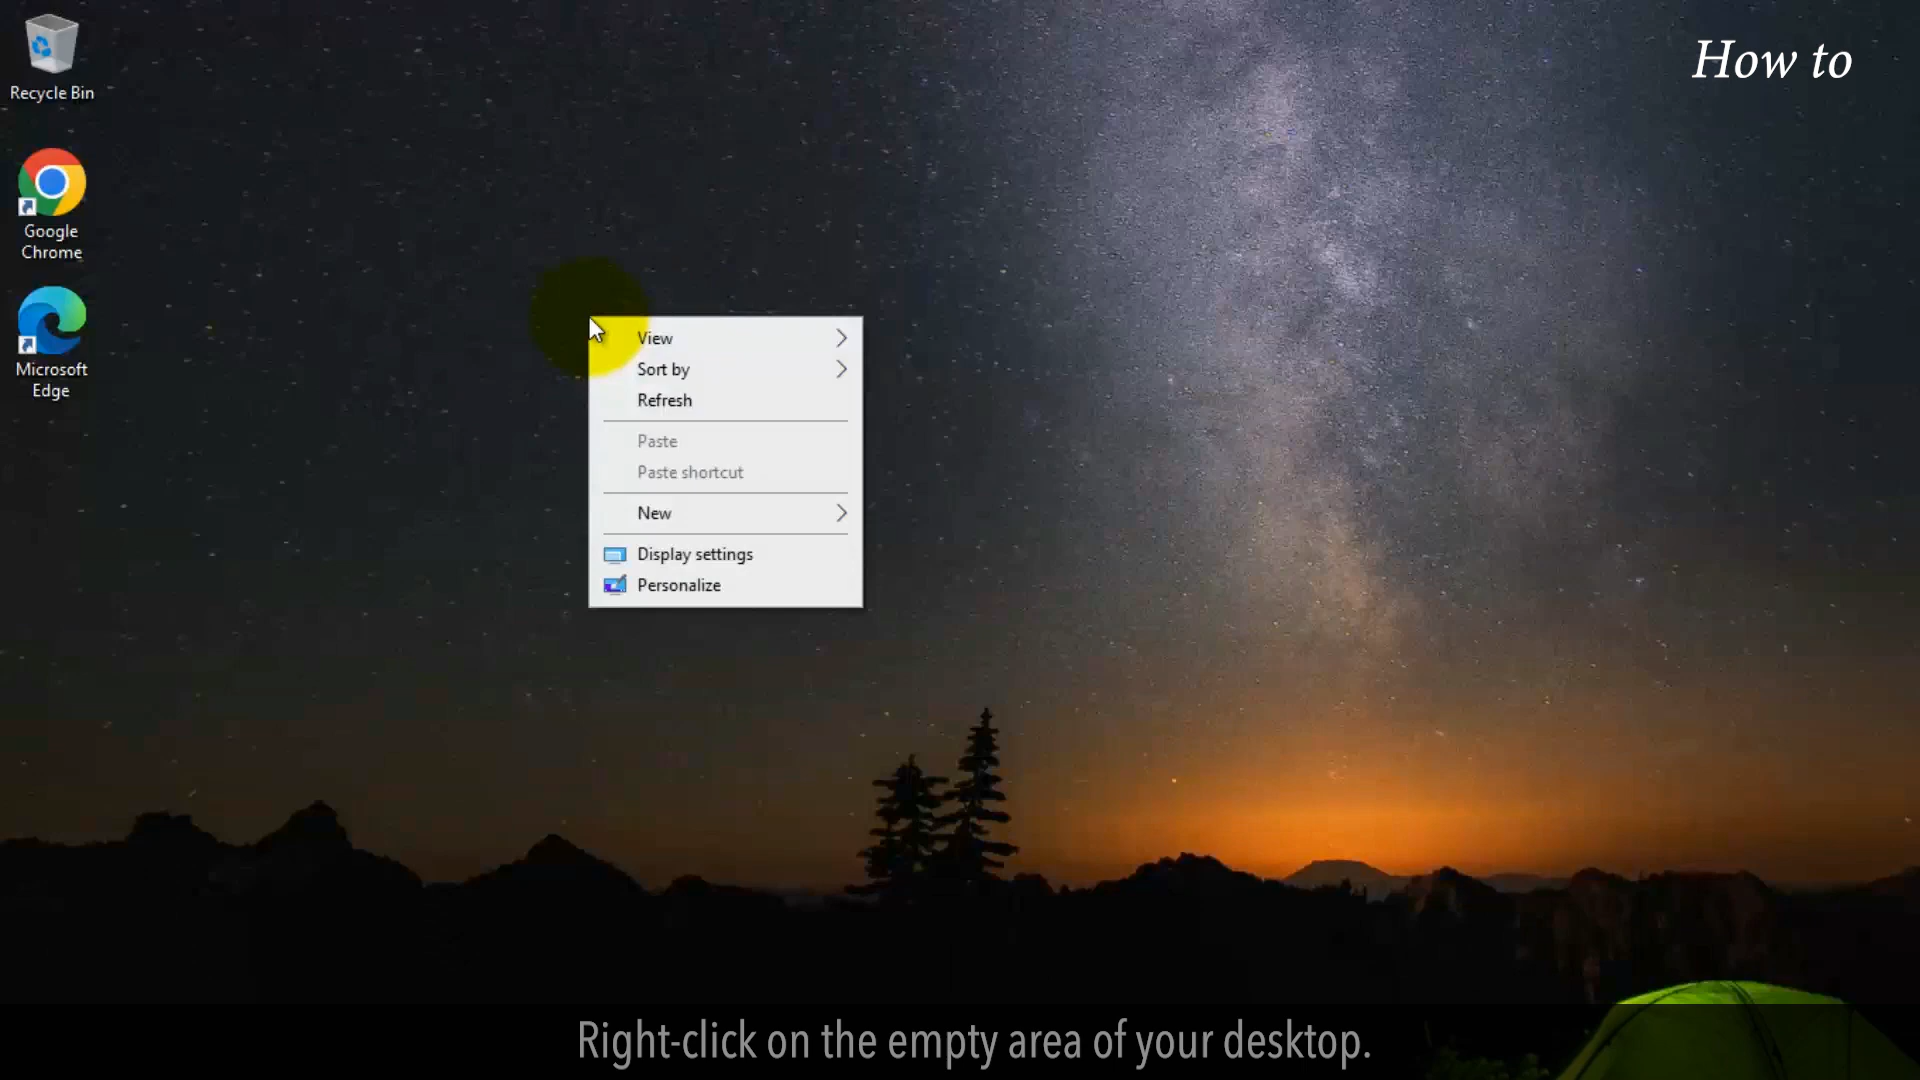 Recycle Bin
How to
Google
Chrome
Microsoft
Edge
View
Sort by
Refresh
Paste
Paste shortcut
New
Display settings
Personalize
Right-click on the empty area of your desktop.